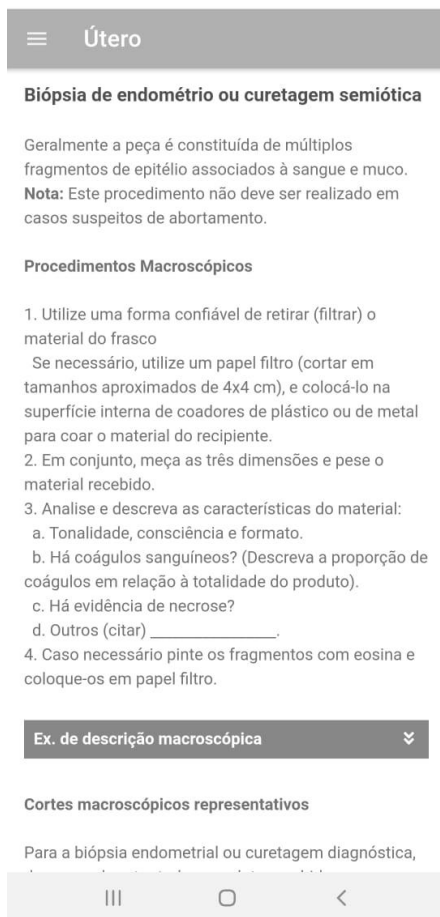 Útero
Biópsia de endométrio ou curetagem semiótica
Geralmente a peça é constituída de múltiplos
fragmentos de epitélio associados à sangue e muco.
Nota: Este procedimento não deve ser realizado em
casos suspeitos de abortamento.
Procedimentos Macroscópicos
1. Utilize uma forma confiável de retirar (filtrar) o
material do frasco
Se necessário, utilize um papel filtro (cortar em
tamanhos aproximados de 4x4 cm), e colocá-lo na
superfície interna de coadores de plástico ou de metal
para coar o material do recipiente.
2. Em conjunto, meça as três dimensões e pese o
material recebido.
3. Analise e descreva as características do material:
a. Tonalidade, consciência e formato.
b. Há coágulos sanguíneos? (Descreva a proporção de
coágulos em relação à totalidade do produto).
c. Há evidência de necrose?
d. Outros (citar) ______________.
4. Caso necessário pinte os fragmentos com eosina e
coloque-os em papel filtro.
Ex. de descrição macroscópica
Cortes macroscópicos representativos
Para a biópsia endometrial ou curetagem diagnóstica,